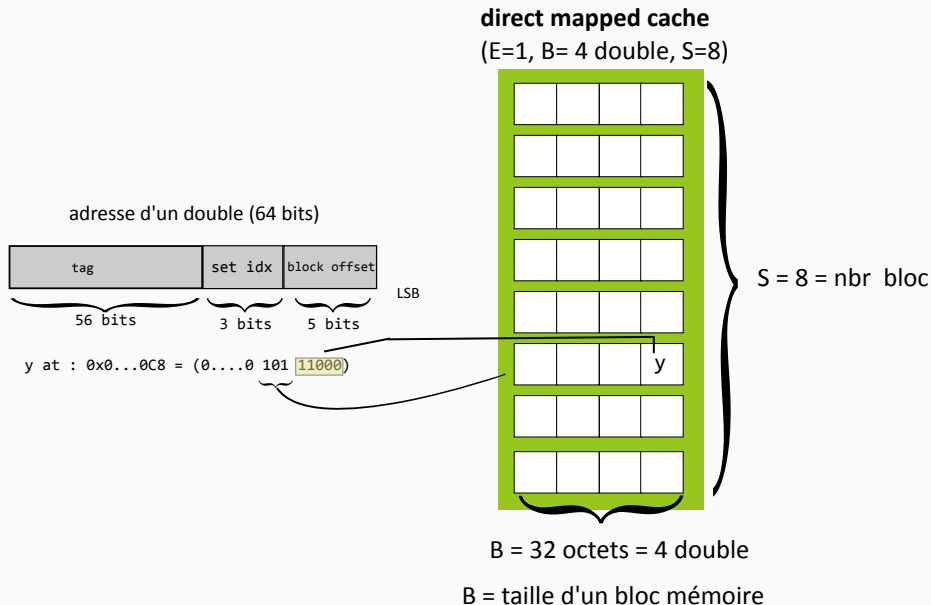 direct mapped cache
(E=1, B= 4 double, S=8)
adresse d'un double (64 bits)
tag set idx block offset
LSB
56 bits 3 bits 5 bits
y at : 0x0...0C8 = (0....0 101 11000)
y
S = 8 = nbr bloc
B = 32 octets = 4 double
B = taille d'un bloc mémoire